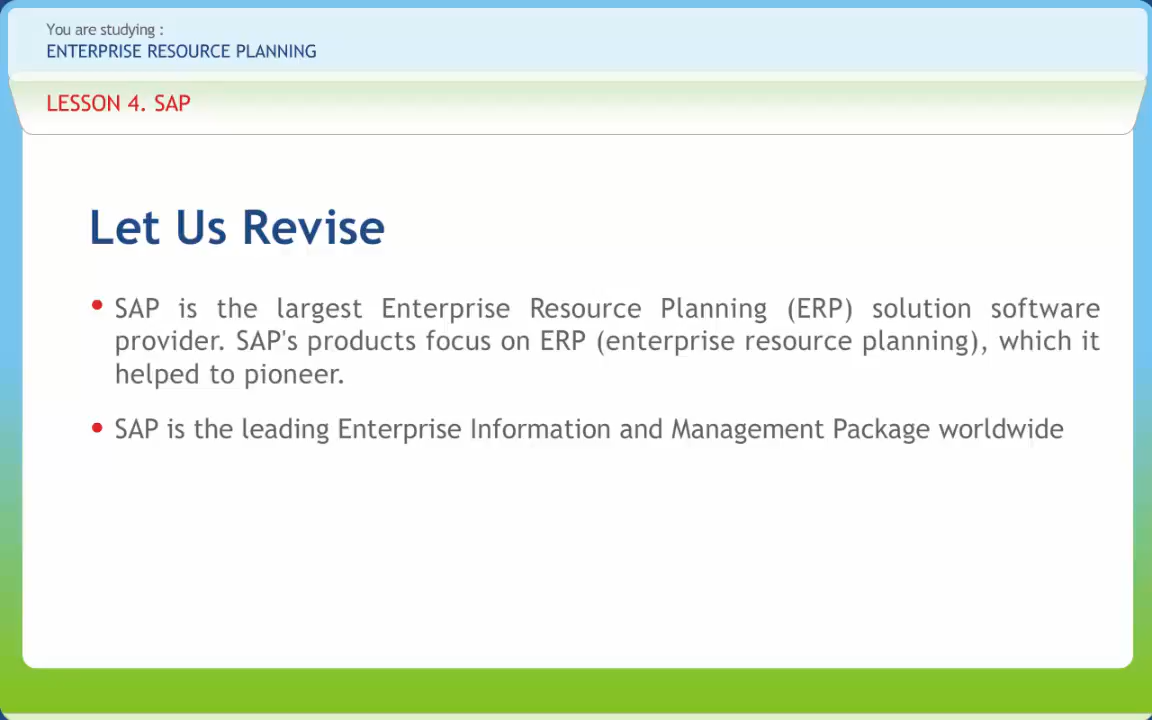 You are studying :
ENTERPRISE RESOURCE PLANNING
LESSON 4. SAP
Let Us Revise
• SAP is the largest Enterprise Resource Planning (ERP) solution software
provider. SAP's products focus on ERP (enterprise resource planning), which it
helped to pioneer.
• SAP is the leading Enterprise Information and Management Package worldwide